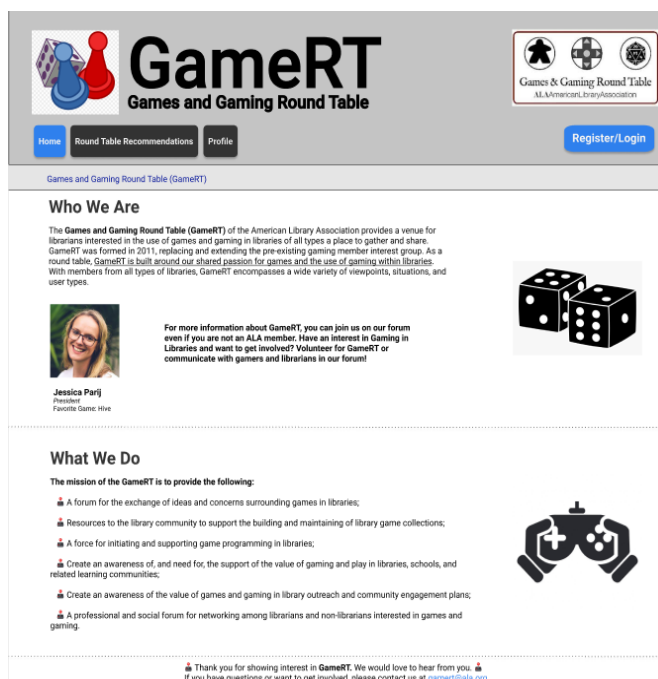 GameRT
Games and Gaming Round Table
Games & Gaming Round Table
ALAAmericanLibraryAssociation
Home
Round Table Recommendations
Profile
Register/Login
Games and Gaming Round Table (GameRT)
Who We Are
The Games and Gaming Round Table (GameRT) of the American Library Association provides a venue for
librarians interested in the use of games and gaming in libraries of all types a place to gather and share.
GameRT was formed in 2011, replacing and extending the pre-existing gaming member interest group. As a
round table, GameRT is built around our shared passion for games and the use of gaming within libraries.
With members from all types of libraries, GameRT encompasses a wide variety of viewpoints, situations, and
user types.
For more information about GameRT, you can join us on our forum
even if you are not an ALA member. Have an interest in Gaming in
Libraries and want to get involved? Volunteer for GameRT or
communicate with gamers and librarians in our forum!
Jessica Parij
President
Favorite Game: Hive
What We Do
The mission of the GameRT is to provide the following:
A forum for the exchange of ideas and concerns surrounding games in libraries;
Resources to the library community to support the building and maintaining of library game collections;
A force for initiating and supporting game programming in libraries;
Create an awareness of, and need for, the support of the value of gaming and play in libraries, schools, and
related learning communities;
Create an awareness of the value of games and gaming in library outreach and community engagement plans;
A professional and social forum for networking among librarians and non-librarians interested in games and
gaming.
Thank you for showing interest in GameRT. We would love to hear from you.
If you have questions or want to get involved, please contact us at gamert@ala.org